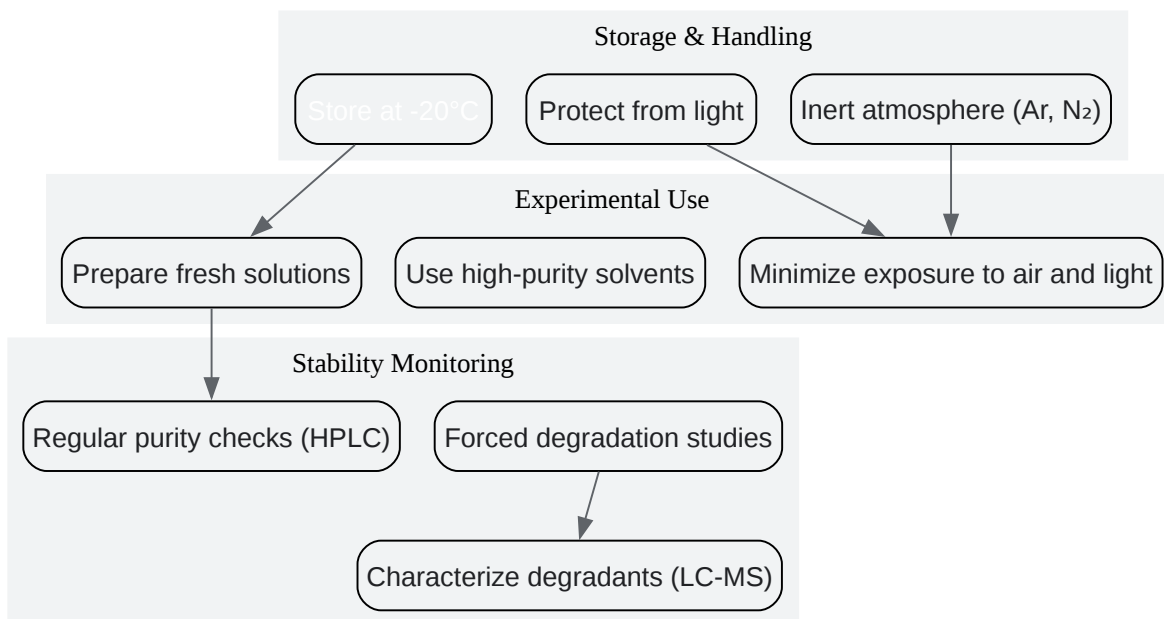 Storage & Handling
Store at -20°C
Protect from light
Inert atmosphere (Ar, N₂)
Experimental Use
Prepare fresh solutions
Use high-purity solvents
Minimize exposure to air and light
Stability Monitoring
Regular purity checks (HPLC)
Forced degradation studies
Characterize degradants (LC-MS)